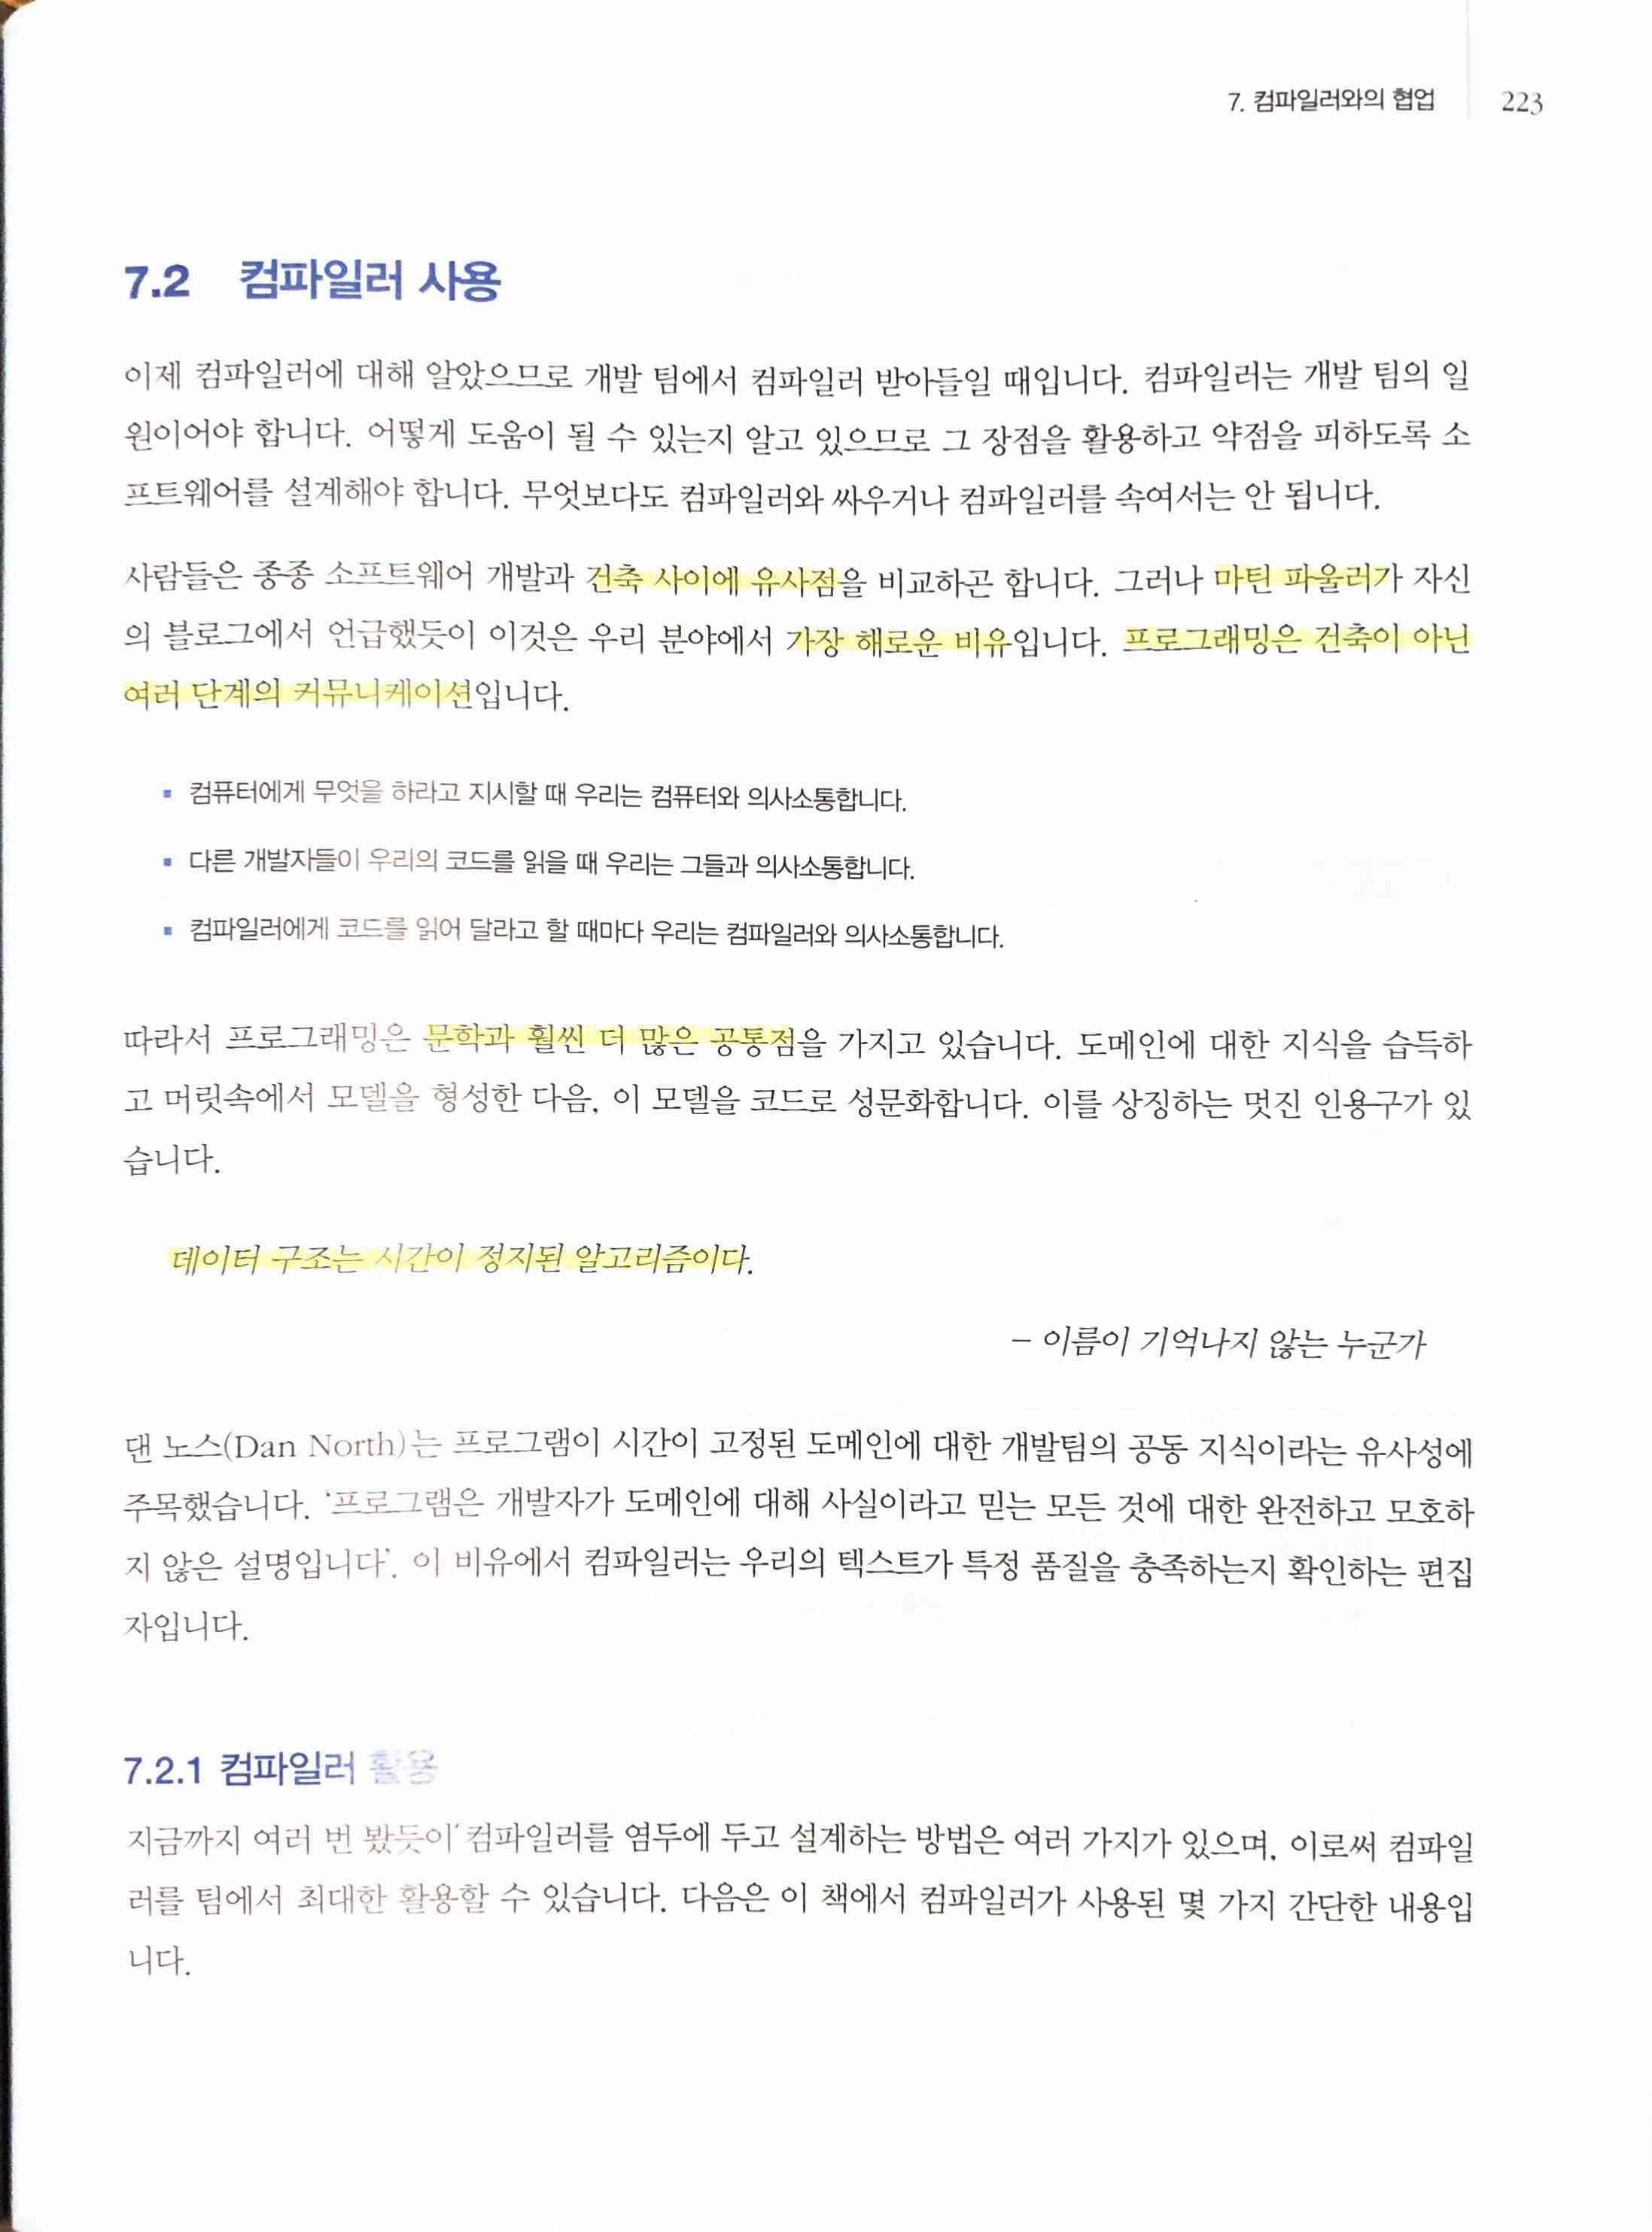 7. 컴파일러와의 협업 223
7.2 컴파일러 사용
이제 컴파일러에 대해 알았으므로 개발 팀에서 컴파일러 받아들일 때입니다. 컴파일러는 개발 팀의 일
원이어야 합니다. 어떻게 도움이 될 수 있는지 알고 있으므로 그 장점을 활용하고 약점을 피하도록 소
프트웨어를 설계해야 합니다. 무엇보다도 컴파일러와 싸우거나 컴파일러를 속여서는 안 됩니다.
사람들은 종종 소프트웨어 개발과 건축 사이에 유사점을 비교하곤 합니다. 그러나 마틴 파울러가 자신
의 블로그에서 언급했듯이 이것은 우리 분야에서 가장 해로운 비유입니다. 프로그래밍은 건축이 아닌
여러 단계의 커뮤니케이션입니다.
▪ 컴퓨터에게 무엇을 하라고 지시할 때 우리는 컴퓨터와 의사소통합니다.
▪ 다른 개발자들이 우리의 코드를 읽을 때 우리는 그들과 의사소통합니다.
▪ 컴파일러에게 코드를 읽어 달라고 할 때마다 우리는 컴파일러와 의사소통합니다.
따라서 프로그래밍은 문학과 훨씬 더 많은 공통점을 가지고 있습니다. 도메인에 대한 지식을 습득하
고 머릿속에서 모델을 형성한 다음, 이 모델을 코드로 성문화합니다. 이를 상징하는 멋진 인용구가 있
습니다.
데이터 구조는 시간이 정지된 알고리즘이다.
– 이름이 기억나지 않는 누군가
댄 노스(Dan North)는 프로그램이 시간이 고정된 도메인에 대한 개발팀의 공동 지식이라는 유사성에
주목했습니다. '프로그램은 개발자가 도메인에 대해 사실이라고 믿는 모든 것에 대한 완전하고 모호하
지 않은 설명입니다'. 이 비유에서 컴파일러는 우리의 텍스트가 특정 품질을 충족하는지 확인하는 편집
자입니다.
7.2.1 컴파일러 활용
지금까지 여러 번 봤듯이 컴파일러를 염두에 두고 설계하는 방법은 여러 가지가 있으며, 이로써 컴파일
러를 팀에서 최대한 활용할 수 있습니다. 다음은 이 책에서 컴파일러가 사용된 몇 가지 간단한 내용입
니다.